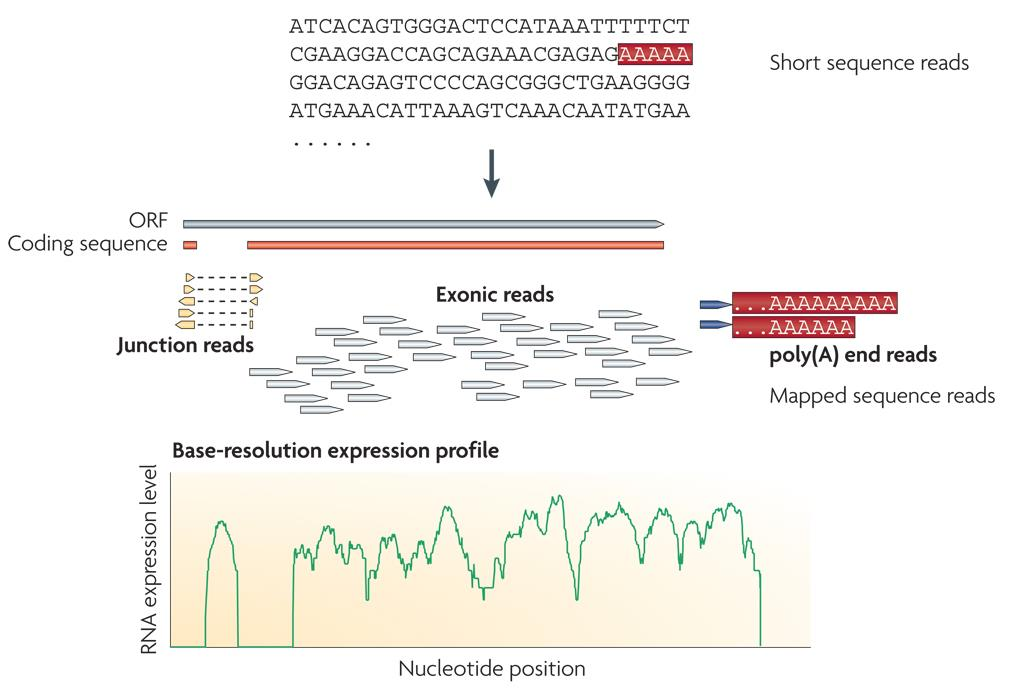 ATCACAGTGGGACTCCATAAATTTTTCT
CGAAGGACCAGCAGAAACGAGAGAAAAA
GGACAGAGTCCCCAGCGGGCTGAAGGGG
ATGAAACATTAAAGTCAAACAATATGAA
. . . . . .
Short sequence reads
ORF
Coding sequence
Junction reads
Exonic reads
. . . AAAAAAAAA
. . . AAAAAA
poly(A) end reads
Mapped sequence reads
Base-resolution expression profile
RNA expression level
Nucleotide position